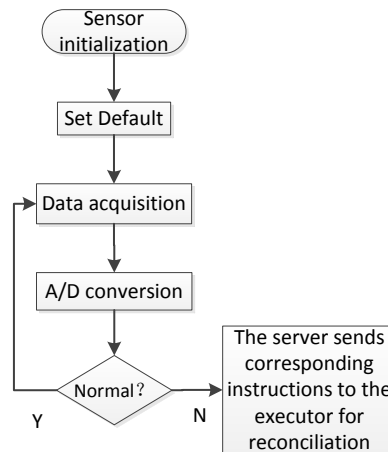 Sensor
initialization
Set Default
Data acquisition
A/D conversion
Normal？
Y
N
The server sends
corresponding
instructions to the
executor for
reconciliation